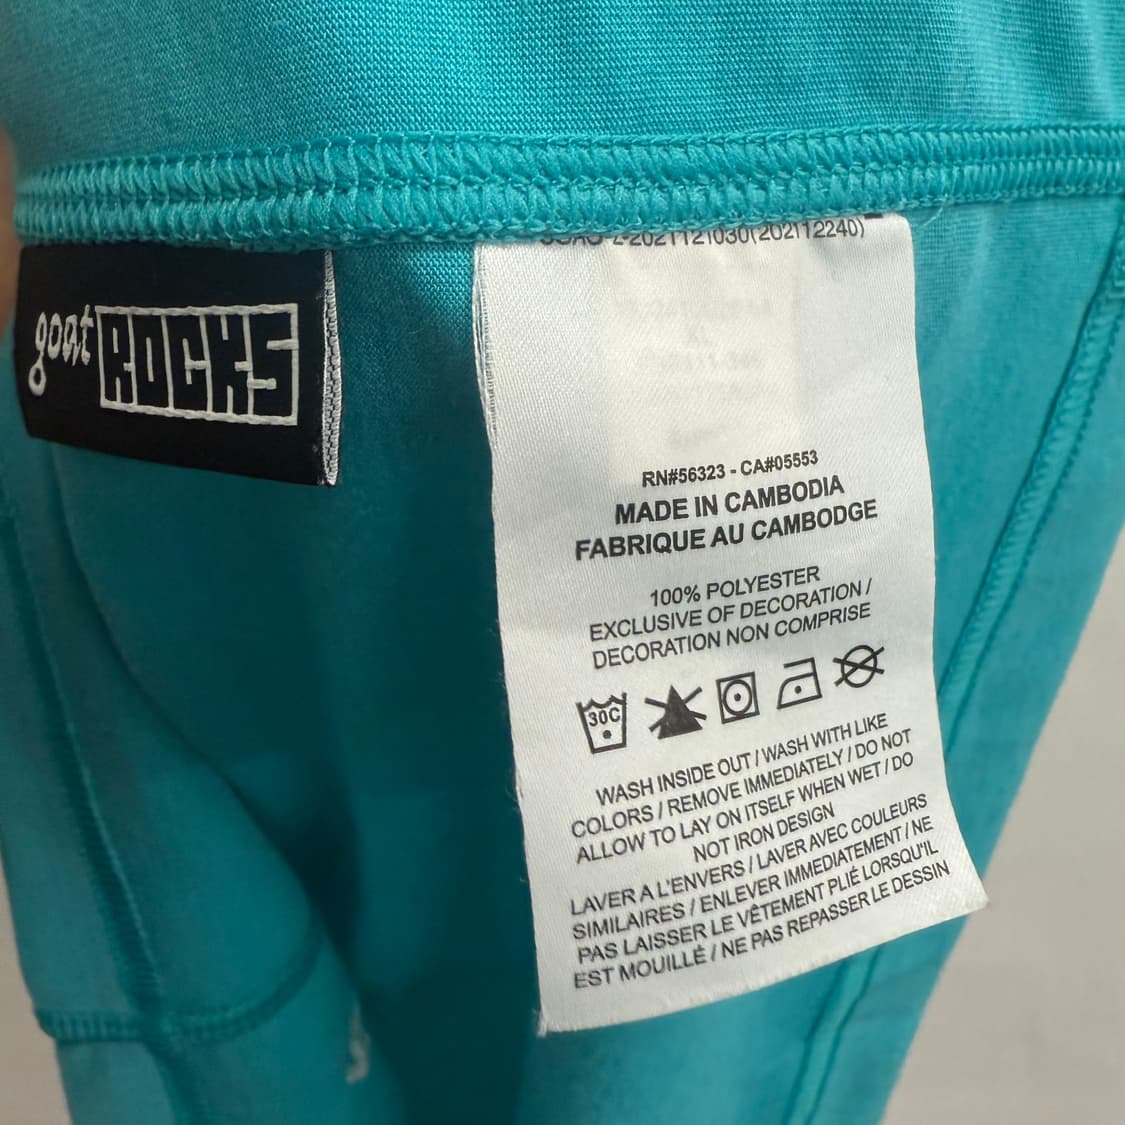 goat ROCKS
2-2021121030(202112240)
RN#56323 - CA#05553
MADE IN CAMBODIA
FABRIQUE AU CAMBODGE
100% POLYESTER
EXCLUSIVE OF DECORATION /
DECORATION NON COMPRISE
30C
WASH INSIDE OUT / WASH WITH LIKE
COLORS / REMOVE IMMEDIATELY / DO NOT
ALLOW TO LAY ON ITSELF WHEN WET / DO
NOT IRON DESIGN
LAVER A L'ENVERS / LAVER AVEC COULEURS
SIMILAIRES / ENLEVER IMMEDIATEMENT / NE
PAS LAISSER LE VÊTEMENT PLIÉ LORSQU'IL
EST MOUILLÉ / NE PAS REPASSER LE DESSIN